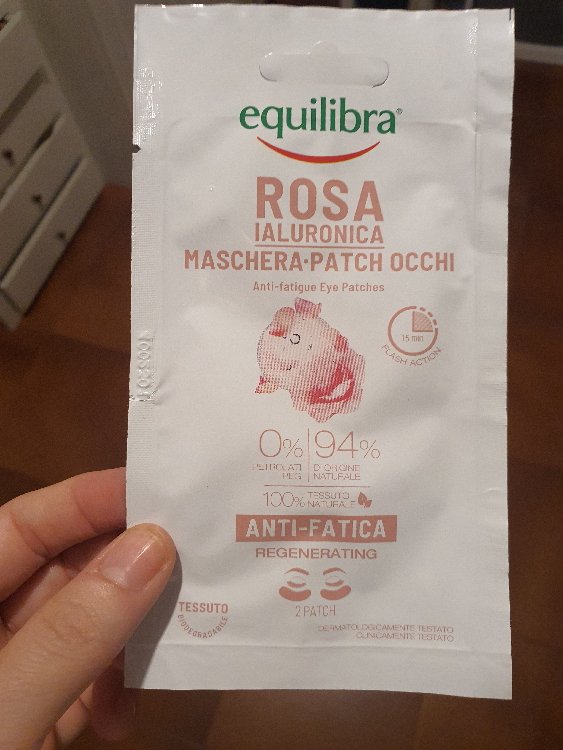 equilibra®
ROSA
IALURONICA
MASCHERA·PATCH OCCHI
Anti-fatigue Eye Patches
15 min
FLASH ACTION
0%
PETROLATI
PEG
94%
D'ORIGINE
NATURALE
100% TESSUTO
NATURALE
ANTI-FATICA
REGENERATING
2 PATCH
TESSUTO
BIODEGRADABILE
DERMATOLOGICAMENTE TESTATO
CLINICAMENTE TESTATO